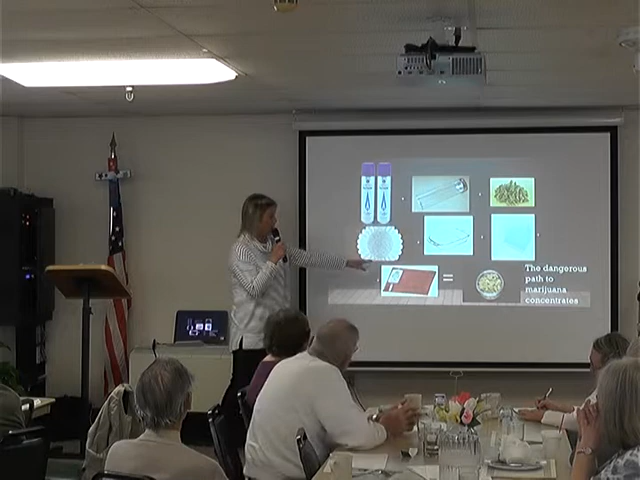 The dangerous
path to
marijuana
concentrates